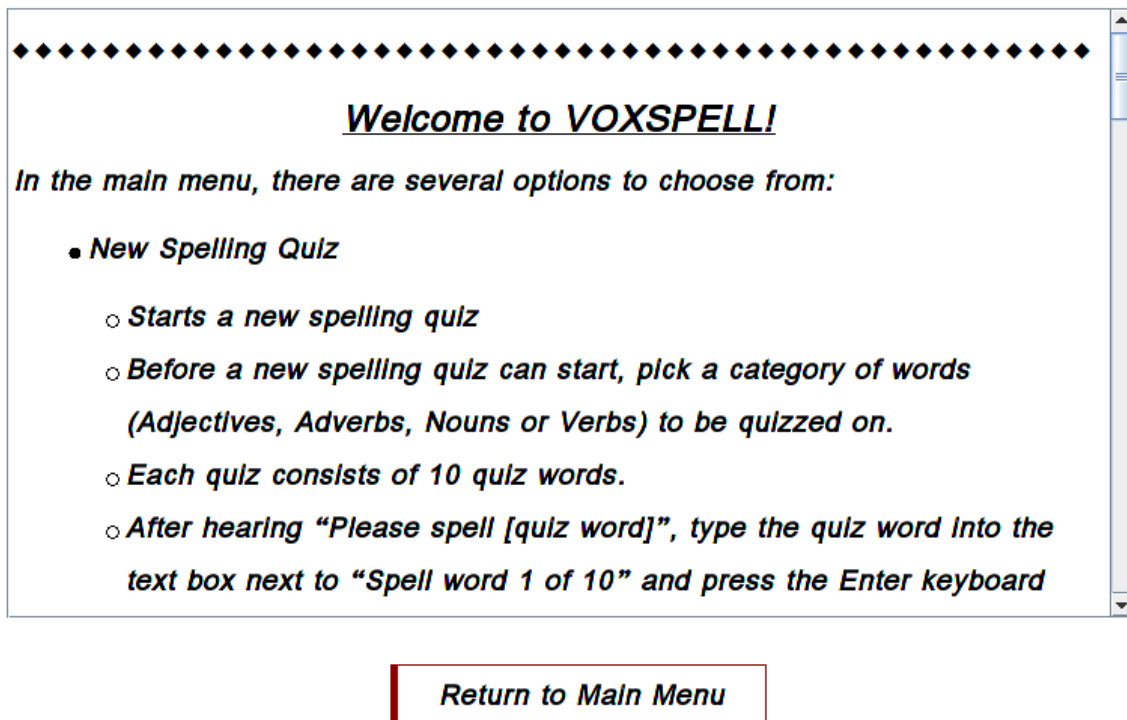 Welcome to VOXSPELL!
In the main menu, there are several options to choose from:
New Spelling Quiz
Starts a new spelling quiz
Before a new spelling quiz can start, pick a category of words
(Adjectives, Adverbs, Nouns or Verbs) to be quizzed on.
Each quiz consists of 10 quiz words.
After hearing “Please spell [quiz word]”, type the quiz word into the
text box next to “Spell word 1 of 10” and press the Enter keyboard
Return to Main Menu